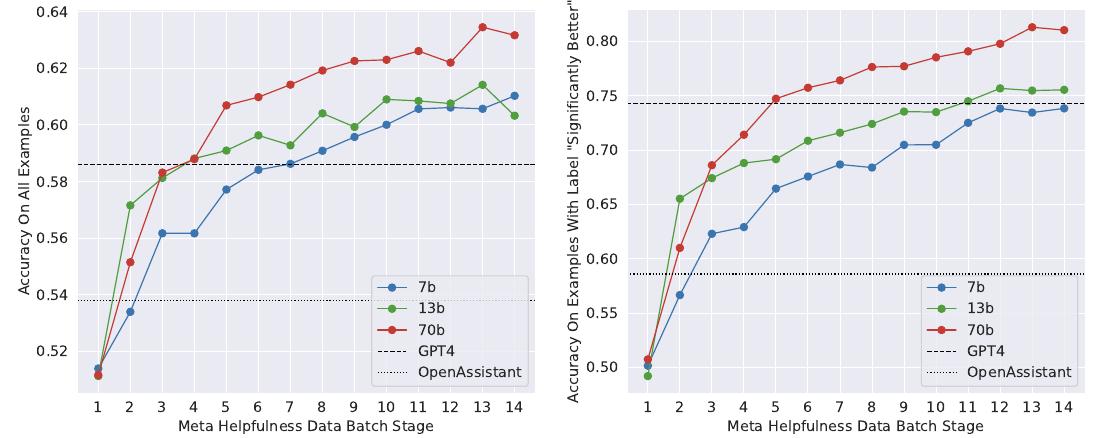 Accuracy On All Examples
0.64
0.62
0.60
0.58
0.56
0.54
0.52
7b
13b
70b
GPT4
OpenAssistant
1 2 3 4 5 6 7 8 9 10 11 12 13 14
Meta Helpfulness Data Batch Stage
Accuracy On Examples With Label "Significantly Better"
0.80
0.75
0.70
0.65
0.60
0.55
0.50
7b
13b
70b
GPT4
OpenAssistant
1 2 3 4 5 6 7 8 9 10 11 12 13 14
Meta Helpfulness Data Batch Stage